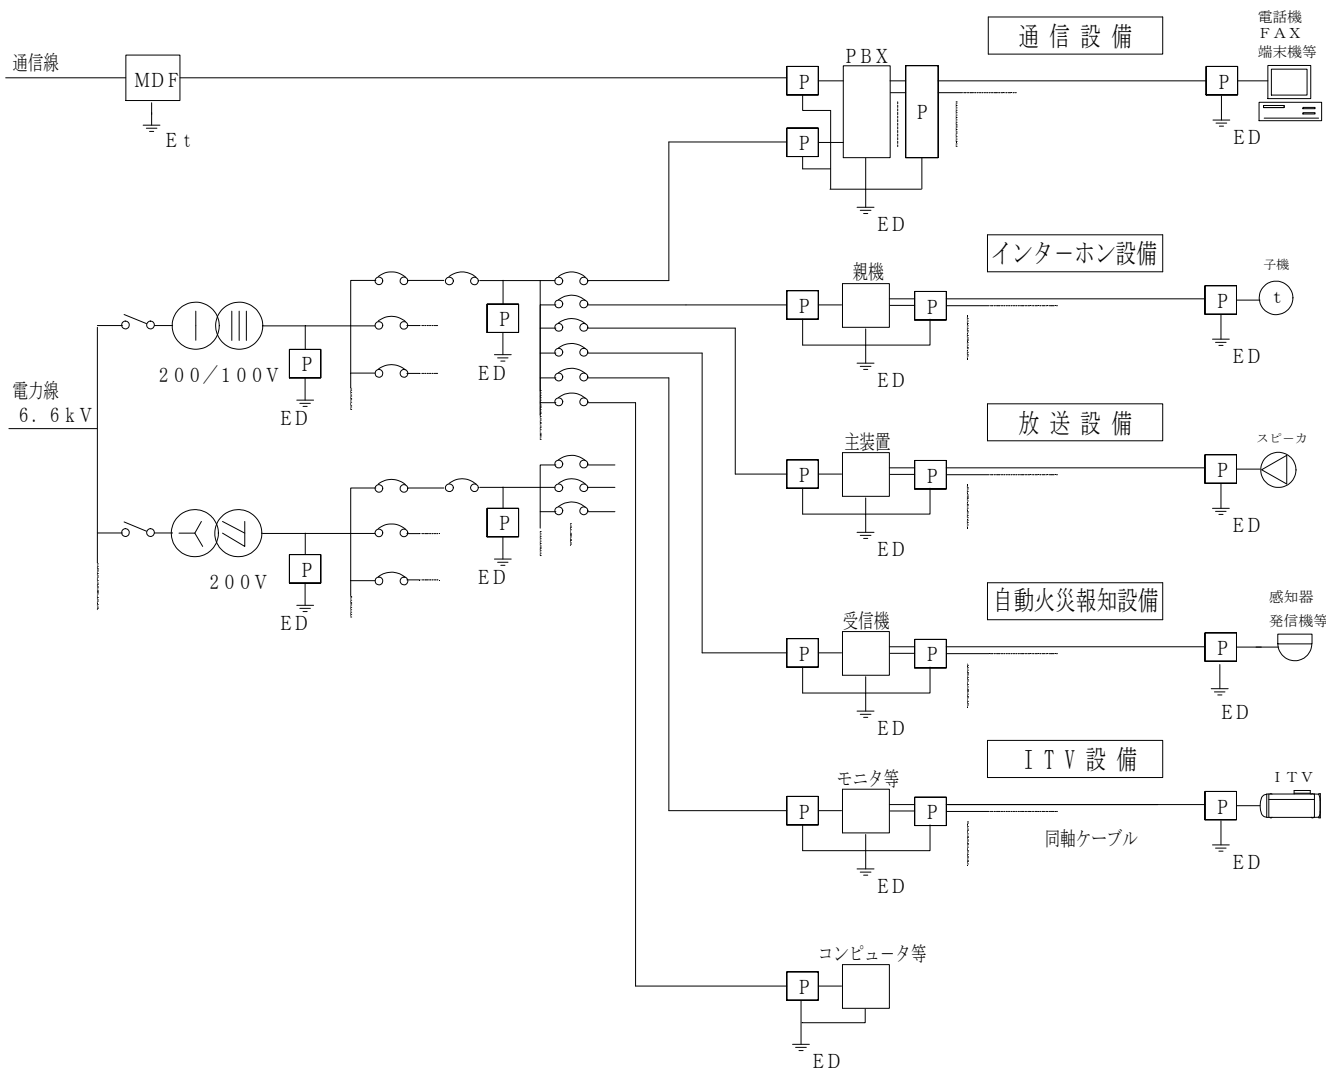 通信設備
電話機
FAX
端末機等
通信線
MDF
Et
PBX
P
P
P
P
ED
ED
インターホン設備
親機
子機
P
P
P
t
ED
ED
電力線
6.6kV
200/100V
P
ED
P
ED
放送設備
主装置
スピーカ
P
P
P
ED
ED
200V
P
ED
P
ED
自動火災報知設備
受信機
感知器
発信機等
P
P
P
ED
ED
ITV設備
モニタ等
ITV
P
P
P
同軸ケーブル
ED
ED
コンピュータ等
P
ED